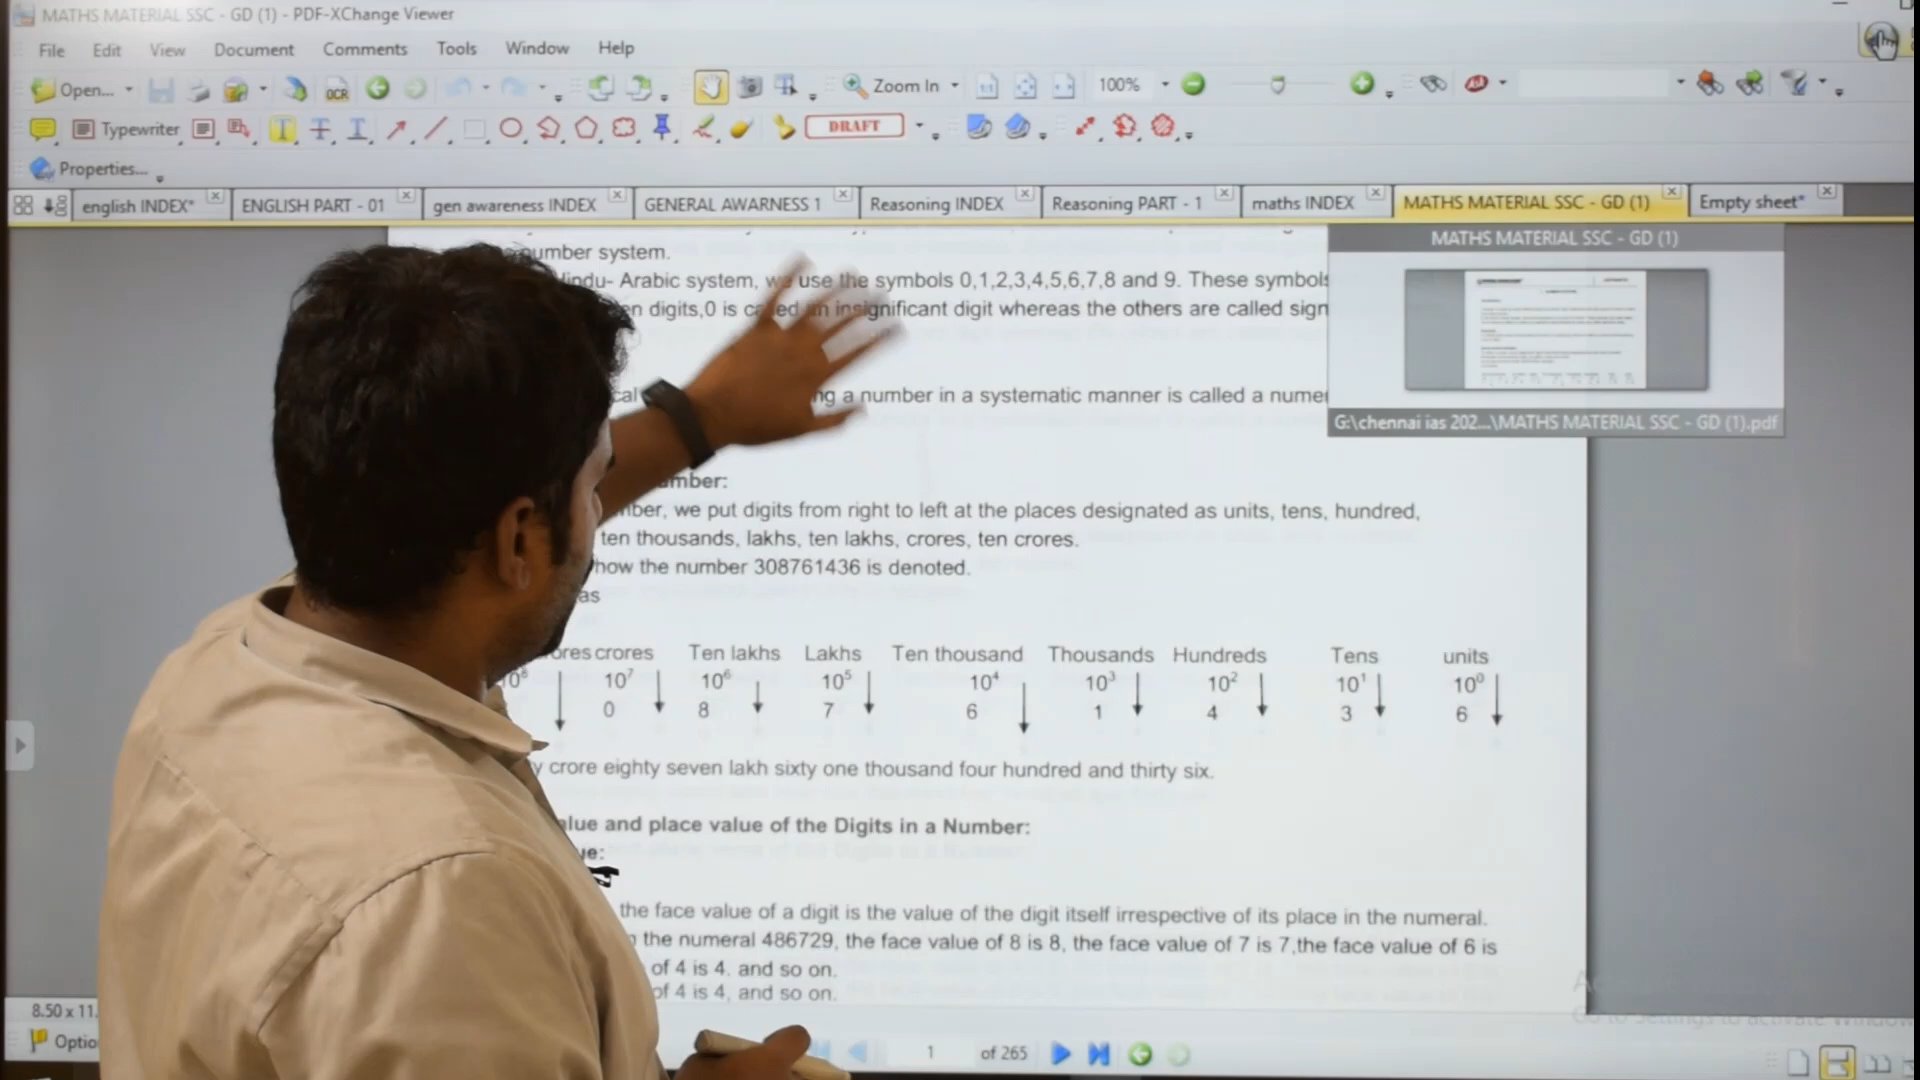 MATHS MATERIAL SSC - GD (1) - PDF-XChange Viewer
File Edit View Document Comments Tools Window Help
Open... OCR Zoom In 100%
Typewriter DRAFT
Properties...
english INDEX* ENGLISH PART - 01 gen awareness INDEX GENERAL AWARNESS 1 Reasoning INDEX Reasoning PART - 1 maths INDEX MATHS MATERIAL SSC - GD (1) Empty sheet*
MATHS MATERIAL SSC - GD (1)
G:\chennai ias 202...\MATHS MATERIAL SSC - GD (1).pdf
number system.
Hindu- Arabic system, we use the symbols 0,1,2,3,4,5,6,7,8 and 9. These symbols
digits,0 is called an insignificant digit whereas the others are called sign
a number in a systematic manner is called a nume
umber:
mber, we put digits from right to left at the places designated as units, tens, hundred,
ten thousands, lakhs, ten lakhs, crores, ten crores.
how the number 308761436 is denoted.
as
ores crores Ten lakhs Lakhs Ten thousand Thousands Hundreds Tens units
10⁸ 10⁷ 10⁶ 10⁵ 10⁴ 10³ 10² 10¹ 10⁰
0 8 7 6 1 4 3 6
y crore eighty seven lakh sixty one thousand four hundred and thirty six.
alue and place value of the Digits in a Number:
ue:
the face value of a digit is the value of the digit itself irrespective of its place in the numeral.
the numeral 486729, the face value of 8 is 8, the face value of 7 is 7,the face value of 6 is
of 4 is 4, and so on.
of 4 is 4, and so on.
8.50 x 11.
Optio
1 of 265
Go to Settings to activate Windows